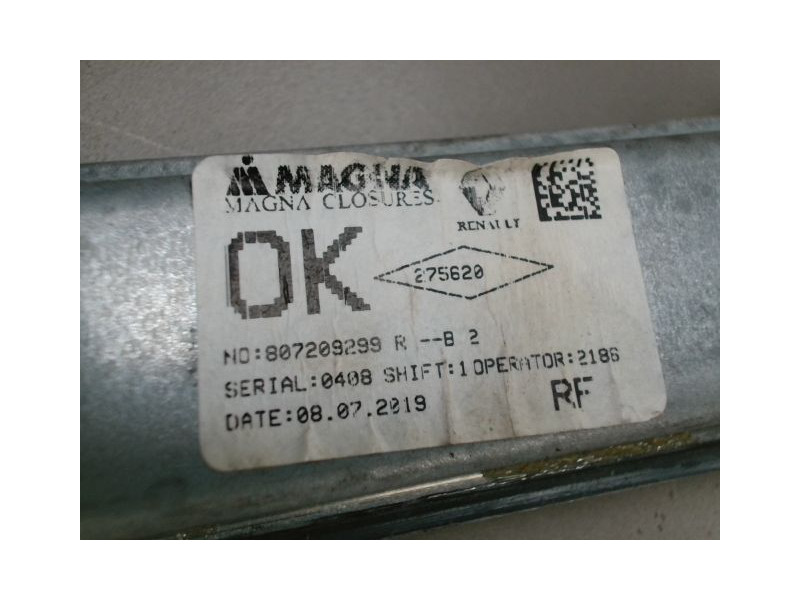 MAGNA
MAGNA CLOSURES
RENAULT
OK
275620
NO:807209299 R --B 2
SERIAL:0408 SHIFT:1 OPERATOR:2186
DATE:08.07.2019
RF